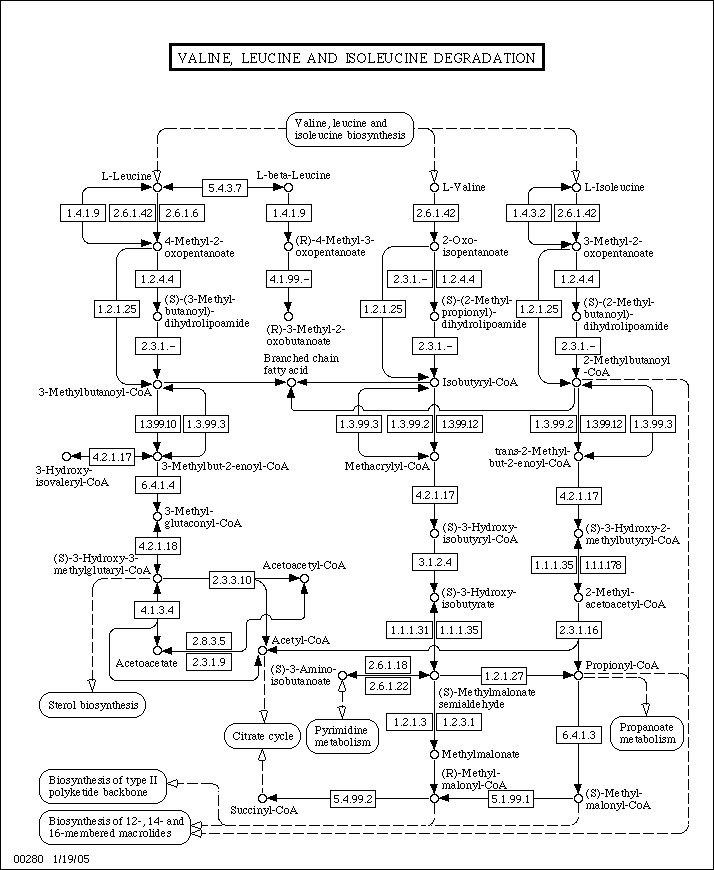 VALINE, LEUCINE AND ISOLEUCINE DEGRADATION
Valine, leucine and
isoleucine biosynthesis
L-Leucine
5.4.3.7
L-beta-Leucine
L-Valine
L-Isoleucine
1.4.1.9
2.6.1.42
2.6.1.6
1.4.1.9
2.6.1.42
1.4.3.2
2.6.1.42
4-Methyl-2-
oxopentanoate
(R)-4-Methyl-3-
oxopentanoate
2-Oxo-
isopentanoate
3-Methyl-2-
oxopentanoate
1.2.4.4
4.1.99.-
2.3.1.-
1.2.4.4
1.2.4.4
1.2.1.25
(S)-(3-Methyl-
butanoyl)-
dihydrolipoamide
(R)-3-Methyl-2-
oxobutanoate
1.2.1.25
(S)-(2-Methyl-
propionyl)-
dihydrolipoamide
1.2.1.25
(S)-(2-Methyl-
butanoyl)-
dihydrolipoamide
2.3.1.-
2.3.1.-
2.3.1.-
3-Methylbutanoyl-CoA
Branched chain
fatty acid
Isobutyryl-CoA
2-Methylbutanoyl
-CoA
1.3.99.10
1.3.99.3
1.3.99.3
1.3.99.2
1.3.99.12
1.3.99.2
1.3.99.12
1.3.99.3
4.2.1.17
3-Hydroxy-
isovaleryl-CoA
3-Methylbut-2-enoyl-CoA
Methacrylyl-CoA
trans-2-Methyl-
but-2-enoyl-CoA
6.4.1.4
4.2.1.17
4.2.1.17
3-Methyl-
glutaconyl-CoA
(S)-3-Hydroxy-
isobutyryl-CoA
(S)-3-Hydroxy-2-
methylbutyryl-CoA
4.2.1.18
3.1.2.4
1.1.1.35
1.1.1.178
(S)-3-Hydroxy-3-
methylglutaryl-CoA
2.3.3.10
Acetoacetyl-CoA
(S)-3-Hydroxy-
isobutyrate
2-Methyl-
acetoacetyl-CoA
4.1.3.4
1.1.1.31
1.1.1.35
2.3.1.16
2.8.3.5
2.3.1.9
Acetoacetate
Acetyl-CoA
(S)-3-Amino-
isobutanoate
2.6.1.18
2.6.1.22
(S)-Methylmalonate
semialdehyde
1.2.1.27
Propionyl-CoA
Sterol biosynthesis
Citrate cycle
Pyrimidine
metabolism
1.2.1.3
1.2.3.1
6.4.1.3
Propanoate
metabolism
Methylmalonate
Biosynthesis of type II
polyketide backbone
Succinyl-CoA
5.4.99.2
(R)-Methyl-
malonyl-CoA
5.1.99.1
(S)-Methyl-
malonyl-CoA
Biosynthesis of 12-, 14- and
16-membered macrolides
00280 1/19/05